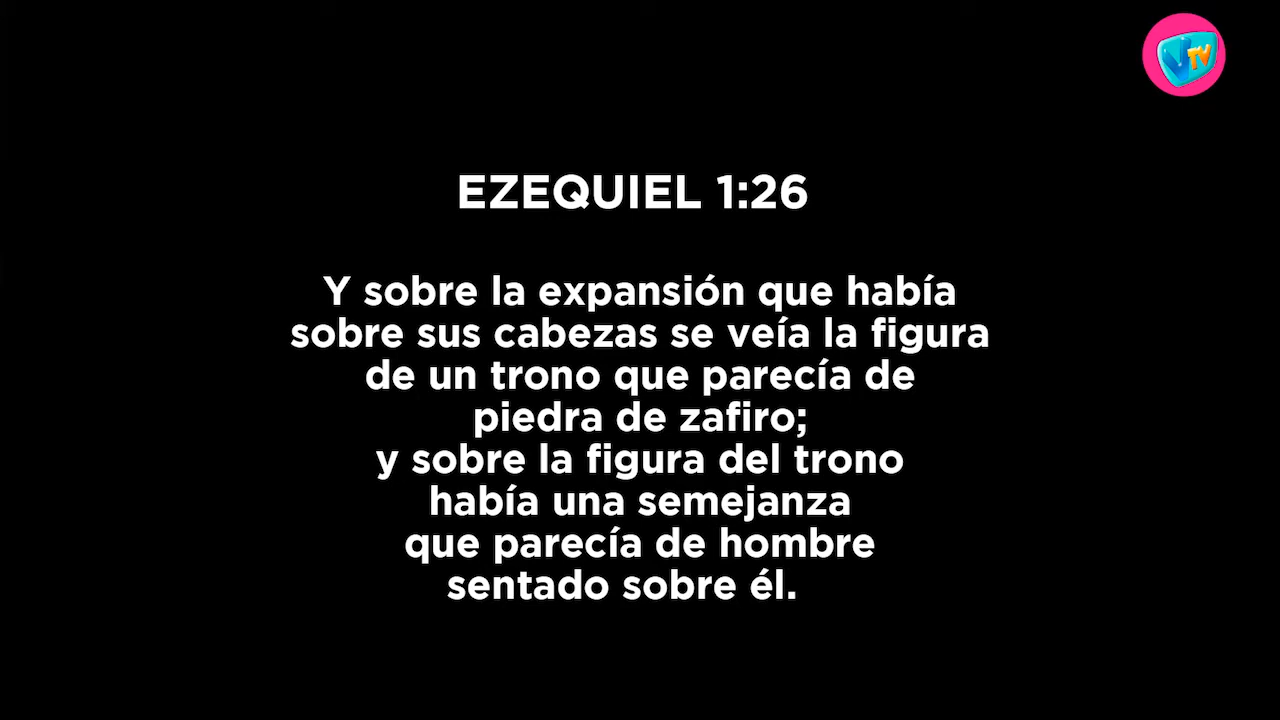 VTV
EZEQUIEL 1:26
Y sobre la expansión que había
sobre sus cabezas se veía la figura
de un trono que parecía de
piedra de zafiro;
y sobre la figura del trono
había una semejanza
que parecía de hombre
sentado sobre él.